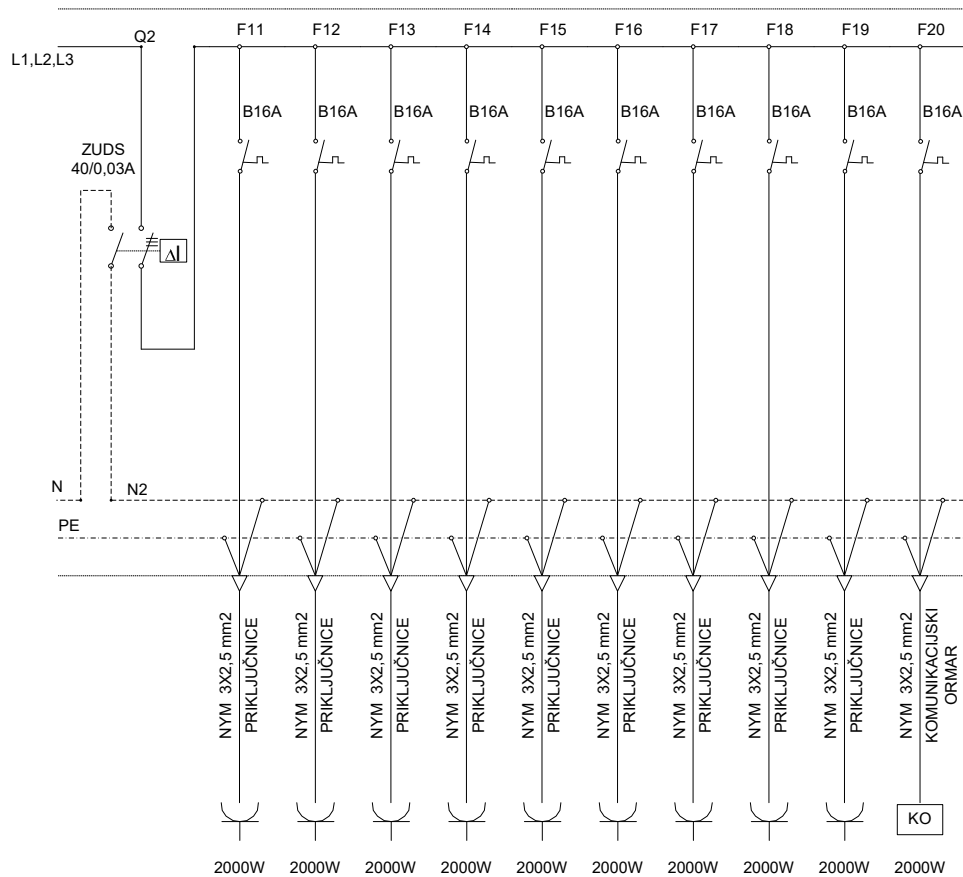 Q2
F11
F12
F13
F14
F15
F16
F17
F18
F19
F20
L1,L2,L3
B16A
B16A
B16A
B16A
B16A
B16A
B16A
B16A
B16A
B16A
ZUDS
40/0,03A
ΔI
N
N2
PE
NYM 3X2,5 mm2
PRIKLJUČNICE
NYM 3X2,5 mm2
PRIKLJUČNICE
NYM 3X2,5 mm2
PRIKLJUČNICE
NYM 3X2,5 mm2
PRIKLJUČNICE
NYM 3X2,5 mm2
PRIKLJUČNICE
NYM 3X2,5 mm2
PRIKLJUČNICE
NYM 3X2,5 mm2
PRIKLJUČNICE
NYM 3X2,5 mm2
PRIKLJUČNICE
NYM 3X2,5 mm2
PRIKLJUČNICE
NYM 3X2,5 mm2
KOMUNIKACIJSKI
ORMAR
KO
2000W
2000W
2000W
2000W
2000W
2000W
2000W
2000W
2000W
2000W